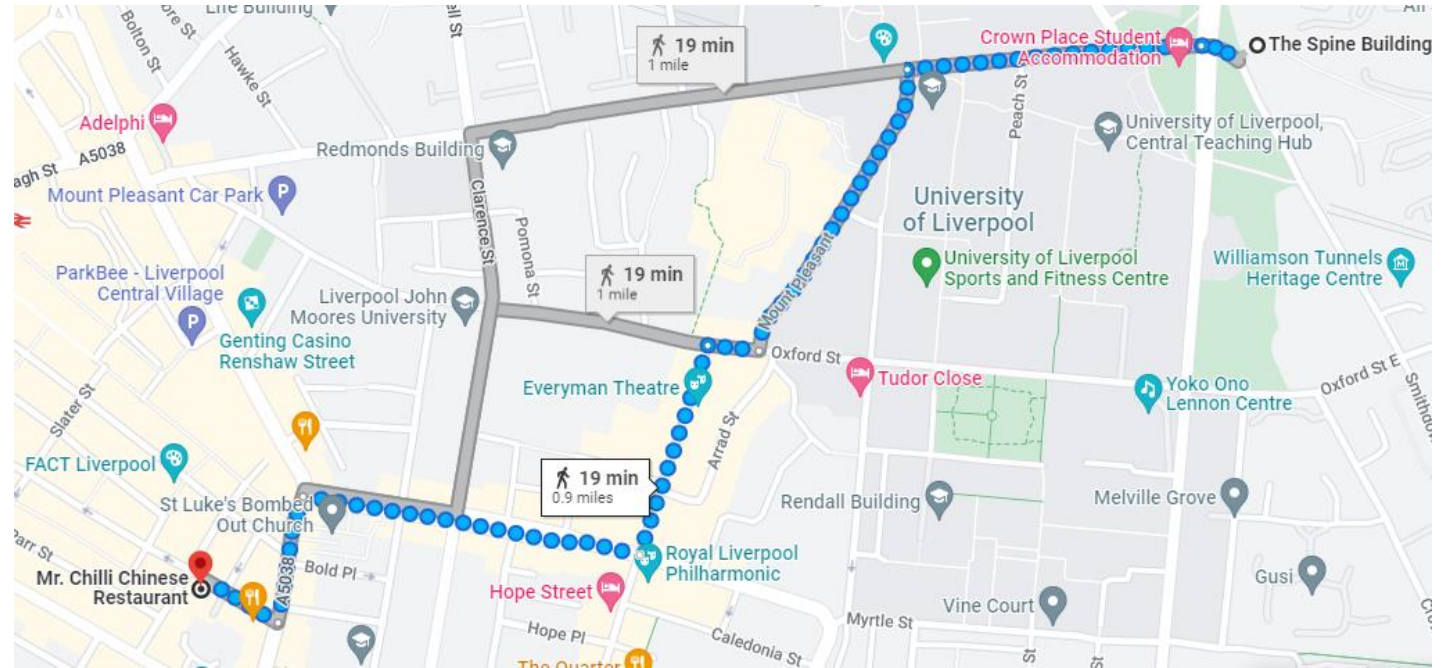 Life Building
Bolton St
Hawke St
19 min
1 mile
Crown Place Student
Accommodation
The Spine Building
Adelphi
A5038
agh St
Redmonds Building
Peach St
University of Liverpool,
Central Teaching Hub
Mount Pleasant Car Park
Clarence St
Pomona St
University
of Liverpool
Mount Pleasant
University of Liverpool
Sports and Fitness Centre
Williamson Tunnels
Heritage Centre
ParkBee - Liverpool
Central Village
19 min
1 mile
Liverpool John
Moores University
Genting Casino
Renshaw Street
Oxford St
Everyman Theatre
Tudor Close
Yoko Ono
Lennon Centre
Oxford St E
Smithdow
Slater St
Arrad St
FACT Liverpool
19 min
0.9 miles
St Luke's Bombed
Out Church
Rendall Building
Melville Grove
Parr St
Bold Pl
A5038
Royal Liverpool
Philharmonic
Mr. Chilli Chinese
Restaurant
Hope Street
Gusi
Vine Court
Myrtle St
Hope Pl
Caledonia St
The Quarter
St
St